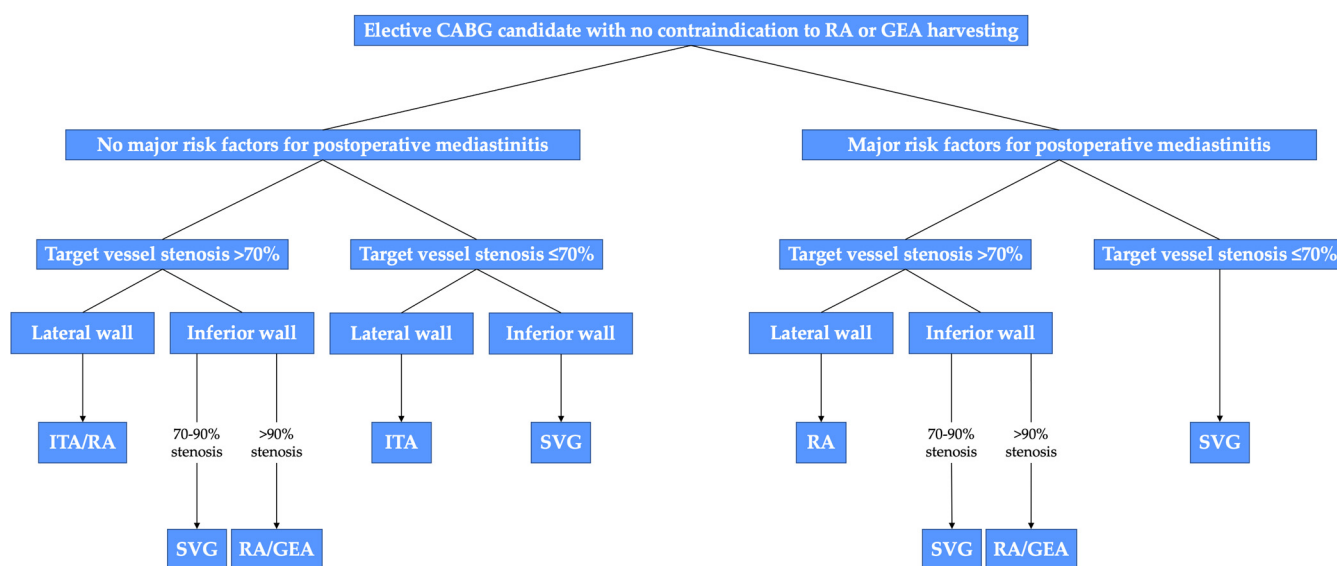 Elective CABG candidate with no contraindication to RA or GEA harvesting
No major risk factors for postoperative mediastinitis
Major risk factors for postoperative mediastinitis
Target vessel stenosis >70%
Target vessel stenosis ≤70%
Target vessel stenosis >70%
Target vessel stenosis ≤70%
Lateral wall
Inferior wall
Lateral wall
Inferior wall
Lateral wall
Inferior wall
ITA/RA
70-90%
stenosis
>90%
stenosis
ITA
SVG
RA
70-90%
stenosis
>90%
stenosis
SVG
SVG
RA/GEA
SVG
RA/GEA